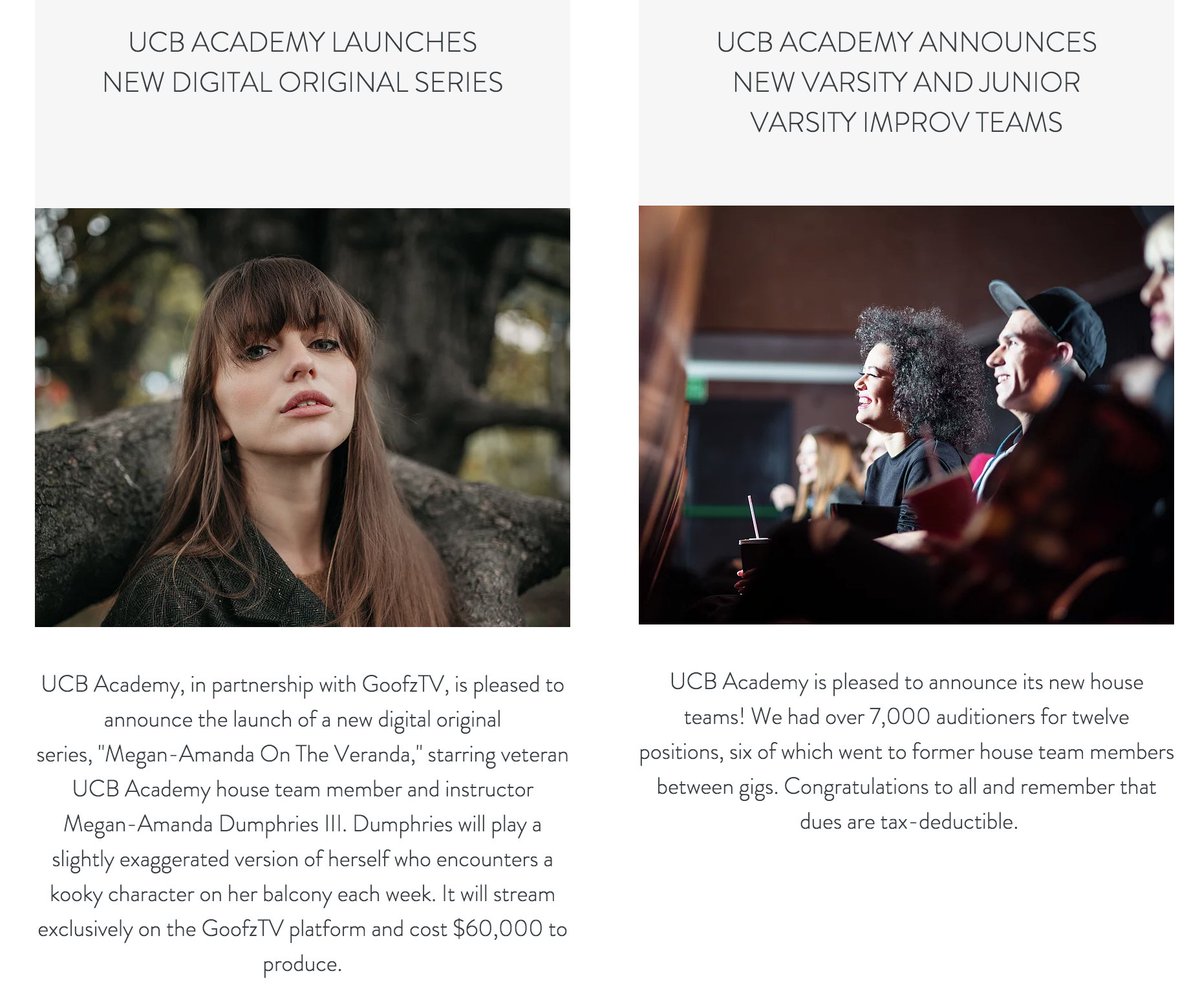 UCB ACADEMY LAUNCHES
NEW DIGITAL ORIGINAL SERIES
UCB Academy, in partnership with GoofzTV, is pleased to
announce the launch of a new digital original
series, "Megan-Amanda On The Veranda," starring veteran
UCB Academy house team member and instructor
Megan-Amanda Dumphries III. Dumphries will play a
slightly exaggerated version of herself who encounters a
kooky character on her balcony each week. It will stream
exclusively on the GoofzTV platform and cost $60,000 to
produce.
UCB ACADEMY ANNOUNCES
NEW VARSITY AND JUNIOR
VARSITY IMPROV TEAMS
UCB Academy is pleased to announce its new house
teams! We had over 7,000 auditioners for twelve
positions, six of which went to former house team members
between gigs. Congratulations to all and remember that
dues are tax-deductible.